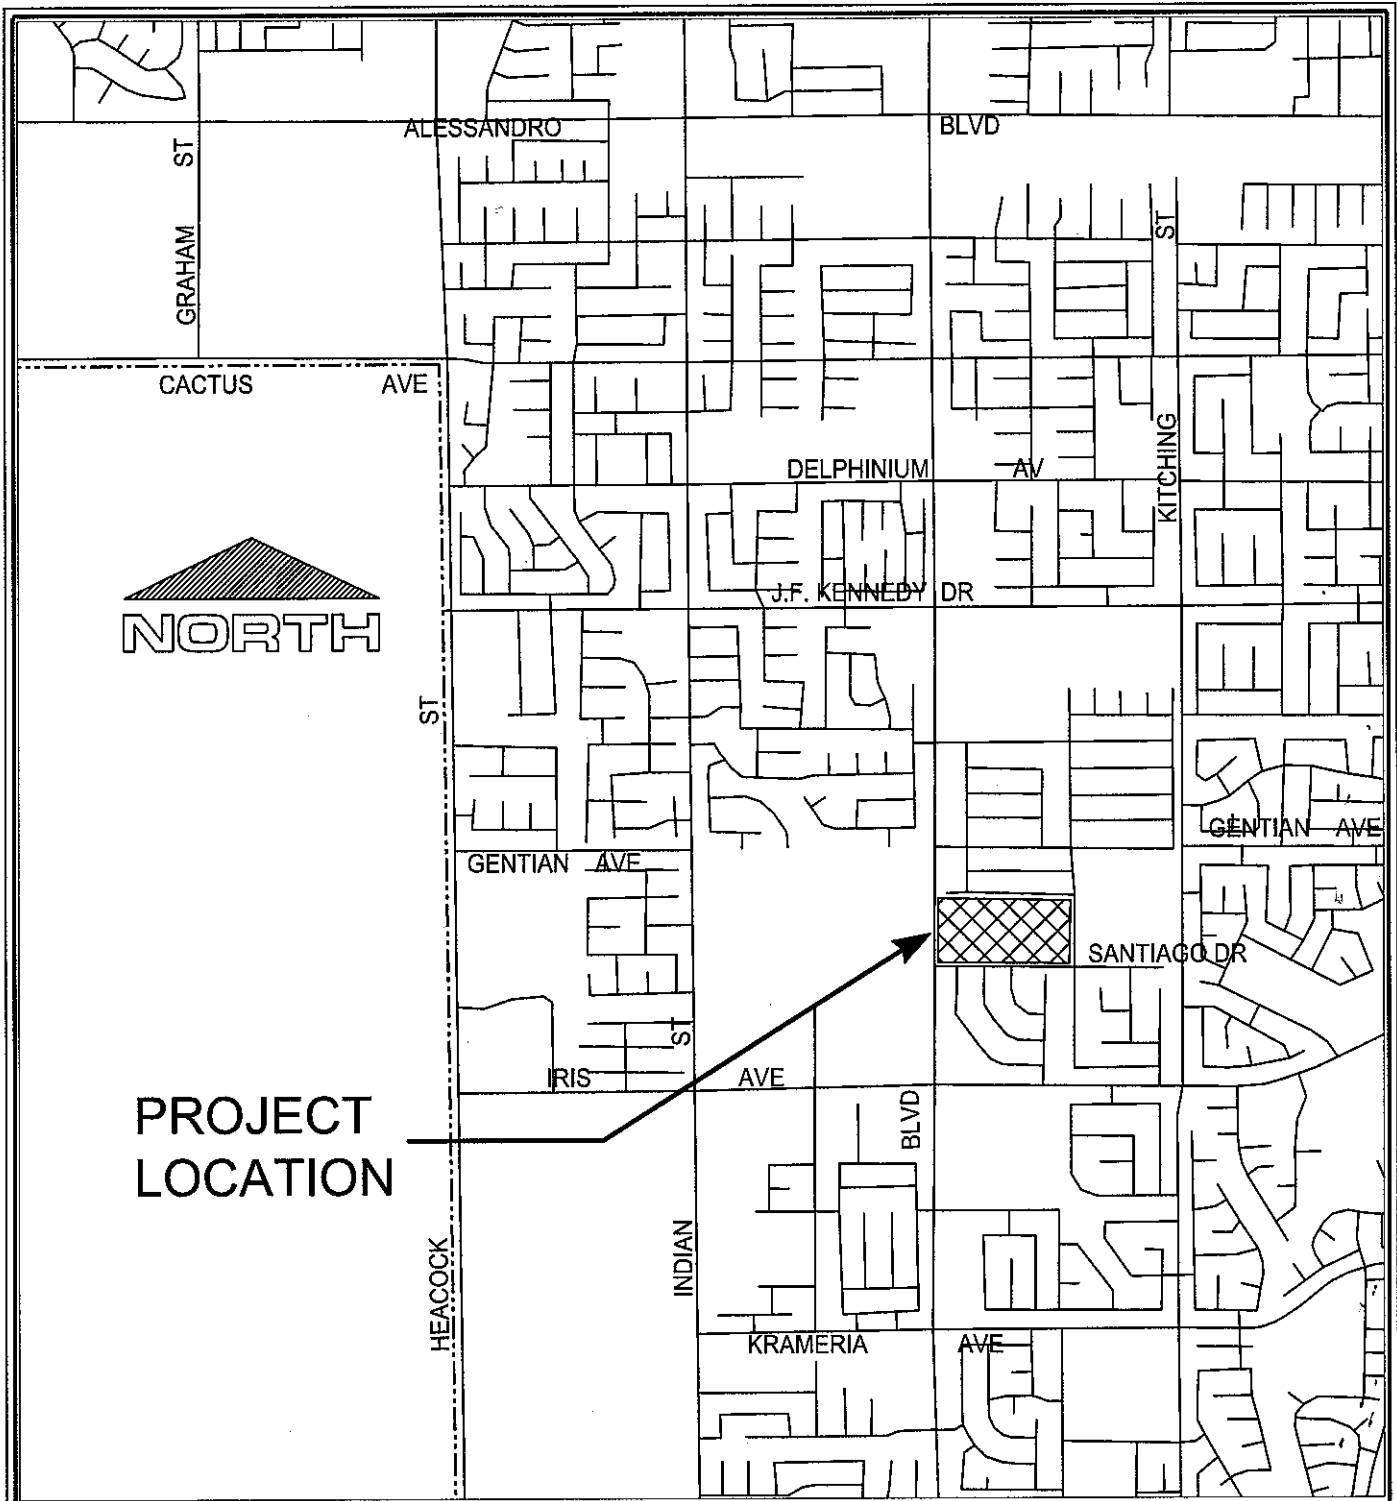 ALESSANDRO BLVD
GRAHAM ST
ST
CACTUS AVE
KITCHING
DELPHINIUM AV
J.F. KENNEDY DR
NORTH
ST
GENTIAN AVE
GENTIAN AVE
SANTIAGO DR
ST
IRIS AVE
PROJECT
LOCATION
BLVD
INDIAN
HEACOCK
KRAMERIA AVE